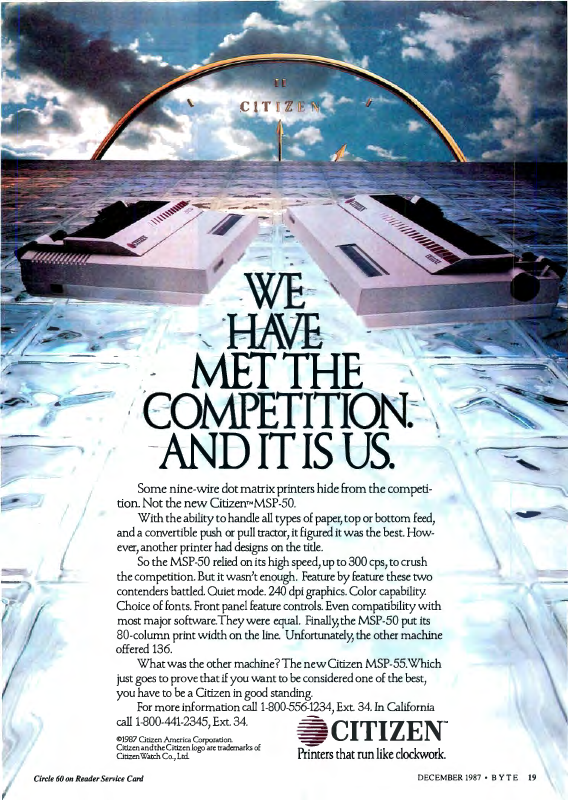 II
CITIZEN
CITIZEN
CITIZEN
WE
HAVE
MET THE
COMPETITION.
AND IT IS US.
Some nine-wire dot matrix printers hide from the competi-
tion. Not the new Citizen™ MSP-50.
With the ability to handle all types of paper, top or bottom feed,
and a convertible push or pull tractor, it figured it was the best. How-
ever, another printer had designs on the title.
So the MSP-50 relied on its high speed, up to 300 cps, to crush
the competition. But it wasn't enough. Feature by feature these two
contenders battled. Quiet mode. 240 dpi graphics. Color capability.
Choice of fonts. Front panel feature controls. Even compatibility with
most major software. They were equal. Finally, the MSP-50 put its
80-column print width on the line. Unfortunately, the other machine
offered 136.
What was the other machine? The new Citizen MSP-55. Which
just goes to prove that if you want to be considered one of the best,
you have to be a Citizen in good standing.
For more information call 1-800-556-1234, Ext. 34. In California
call 1-800-441-2345, Ext. 34.
©1987 Citizen America Corporation.
Citizen and the Citizen logo are trademarks of
Citizen Watch Co., Ltd.
CITIZEN™
Printers that run like clockwork.
Circle 60 on Reader Service Card
DECEMBER 1987 • BYTE 19